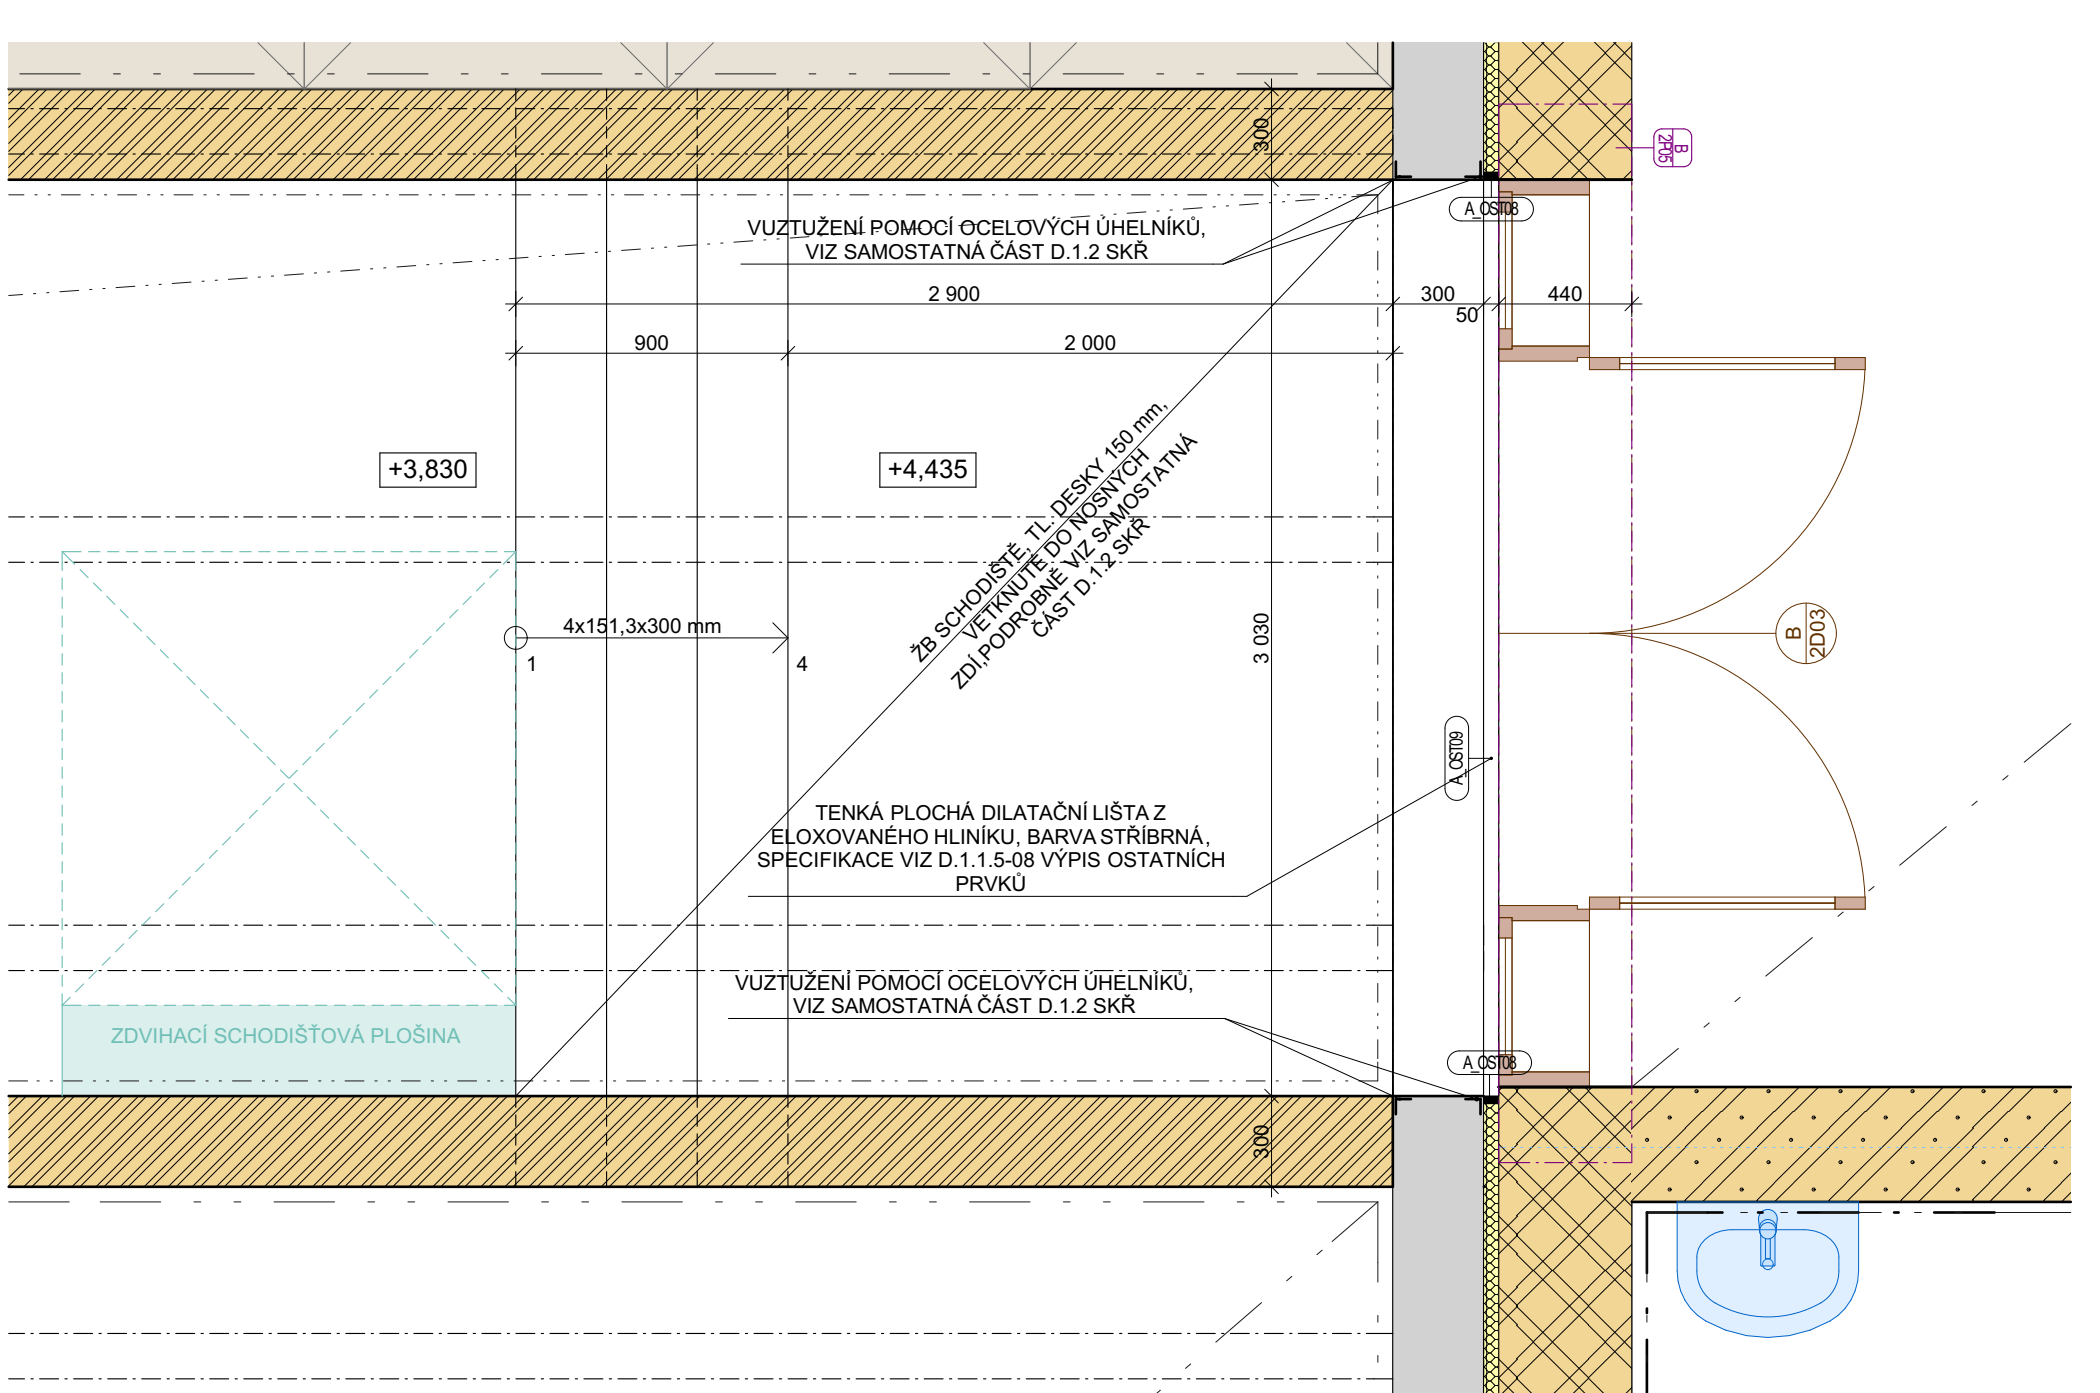 300
B
2P05
A_OST08
VUZTUŽENÍ POMOCÍ OCELOVÝCH ÚHELNÍKŮ,
VIZ SAMOSTATNÁ ČÁST D.1.2 SKŘ
2 900
300
50
440
900
2 000
+3,830
+4,435
ŽB SCHODIŠTĚ, TL. DESKY 150 mm,
VETKNUTÉ DO NOSNÝCH
ZDÍ,PODROBNĚ VIZ SAMOSTATNÁ
ČÁST D.1.2 SKŘ
4x151,3x300 mm
1
4
3 030
B
2D03
A_OST09
TENKÁ PLOCHÁ DILATAČNÍ LIŠTA Z
ELOXOVANÉHO HLINÍKU, BARVA STŘÍBRNÁ,
SPECIFIKACE VIZ D.1.1.5-08 VÝPIS OSTATNÍCH
PRVKŮ
VUZTUŽENÍ POMOCÍ OCELOVÝCH ÚHELNÍKŮ,
VIZ SAMOSTATNÁ ČÁST D.1.2 SKŘ
ZDVIHACÍ SCHODIŠŤOVÁ PLOŠINA
A_OST08
300